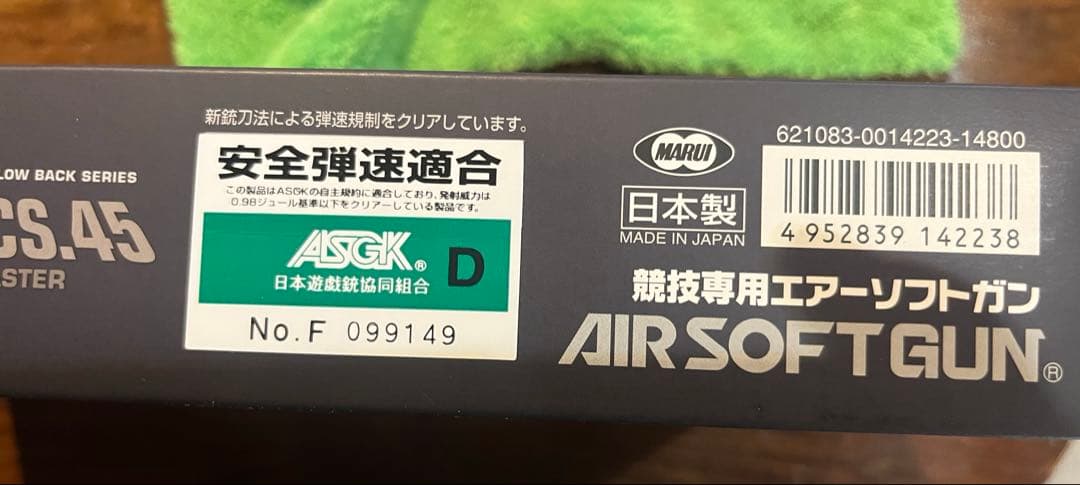 LOW BACK SERIES
CS.45
STER
新銃刀法による弾速規制をクリアしています。
安全弾速適合
この製品はASGKの自主規約に適合しており、発射威力は
0.98ジュール基準以下をクリアーしている製品です。
ASGK® D
日本遊戯銃協同組合
No.F 099149
MARUI
日本製
MADE IN JAPAN
621083-0014223-14800
4 952839 142238
競技専用エアーソフトガン
AIR SOFT GUN®